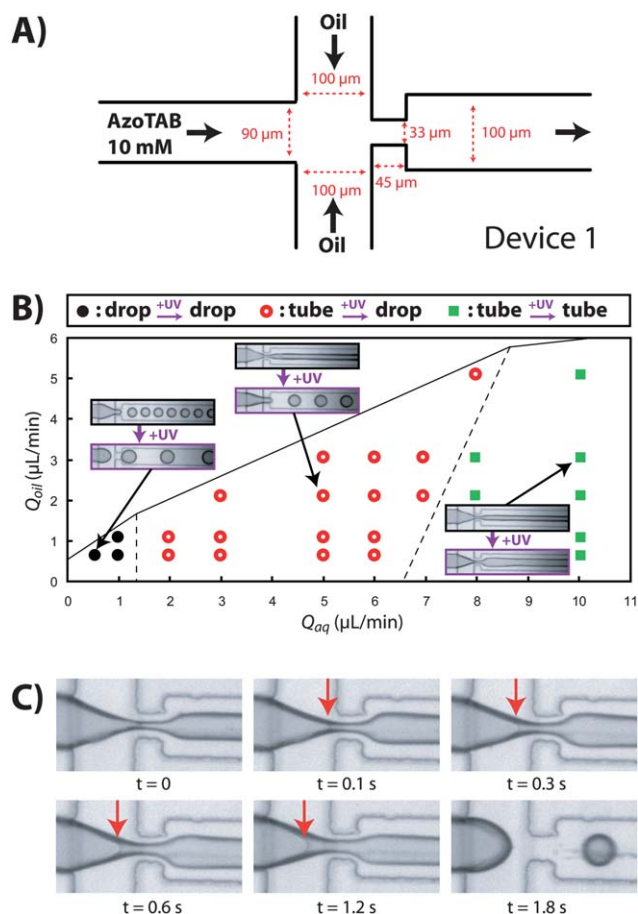 A)
Oil
100 µm
AzoTAB
10 mM
90 µm
33 µm
100 µm
100 µm
45 µm
Oil
Device 1
B)
: drop +UV drop : tube +UV drop : tube +UV tube
6
5
4
3
2
1
0
Qoil (µL/min)
+UV
+UV
+UV
0 1 2 3 4 5 6 7 8 9 10 11
Qaq (µL/min)
C)
t = 0 t = 0.1 s t = 0.3 s
t = 0.6 s t = 1.2 s t = 1.8 s